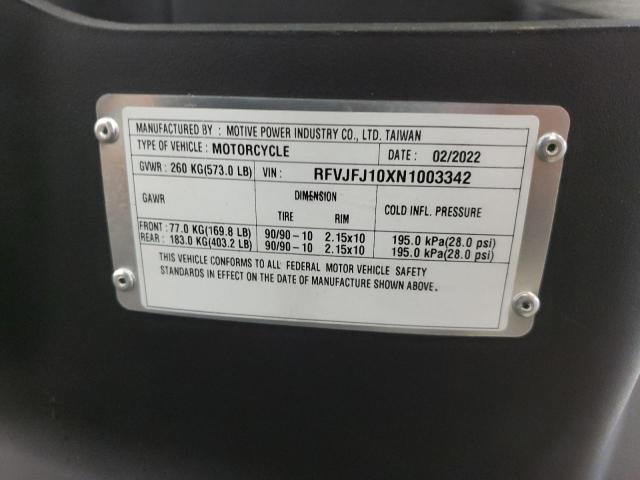 MANUFACTURED BY : MOTIVE POWER INDUSTRY CO., LTD. TAIWAN
TYPE OF VEHICLE : MOTORCYCLE DATE : 02/2022
GVWR : 260 KG(573.0 LB) VIN : RFVJFJ10XN1003342
GAWR DIMENSION COLD INFL. PRESSURE
TIRE RIM
FRONT : 77.0 KG(169.8 LB) 90/90-10 2.15x10 195.0 kPa(28.0 psi)
REAR : 183.0 KG(403.2 LB) 90/90-10 2.15x10 195.0 kPa(28.0 psi)
THIS VEHICLE CONFORMS TO ALL FEDERAL MOTOR VEHICLE SAFETY
STANDARDS IN EFFECT ON THE DATE OF MANUFACTURE SHOWN ABOVE.